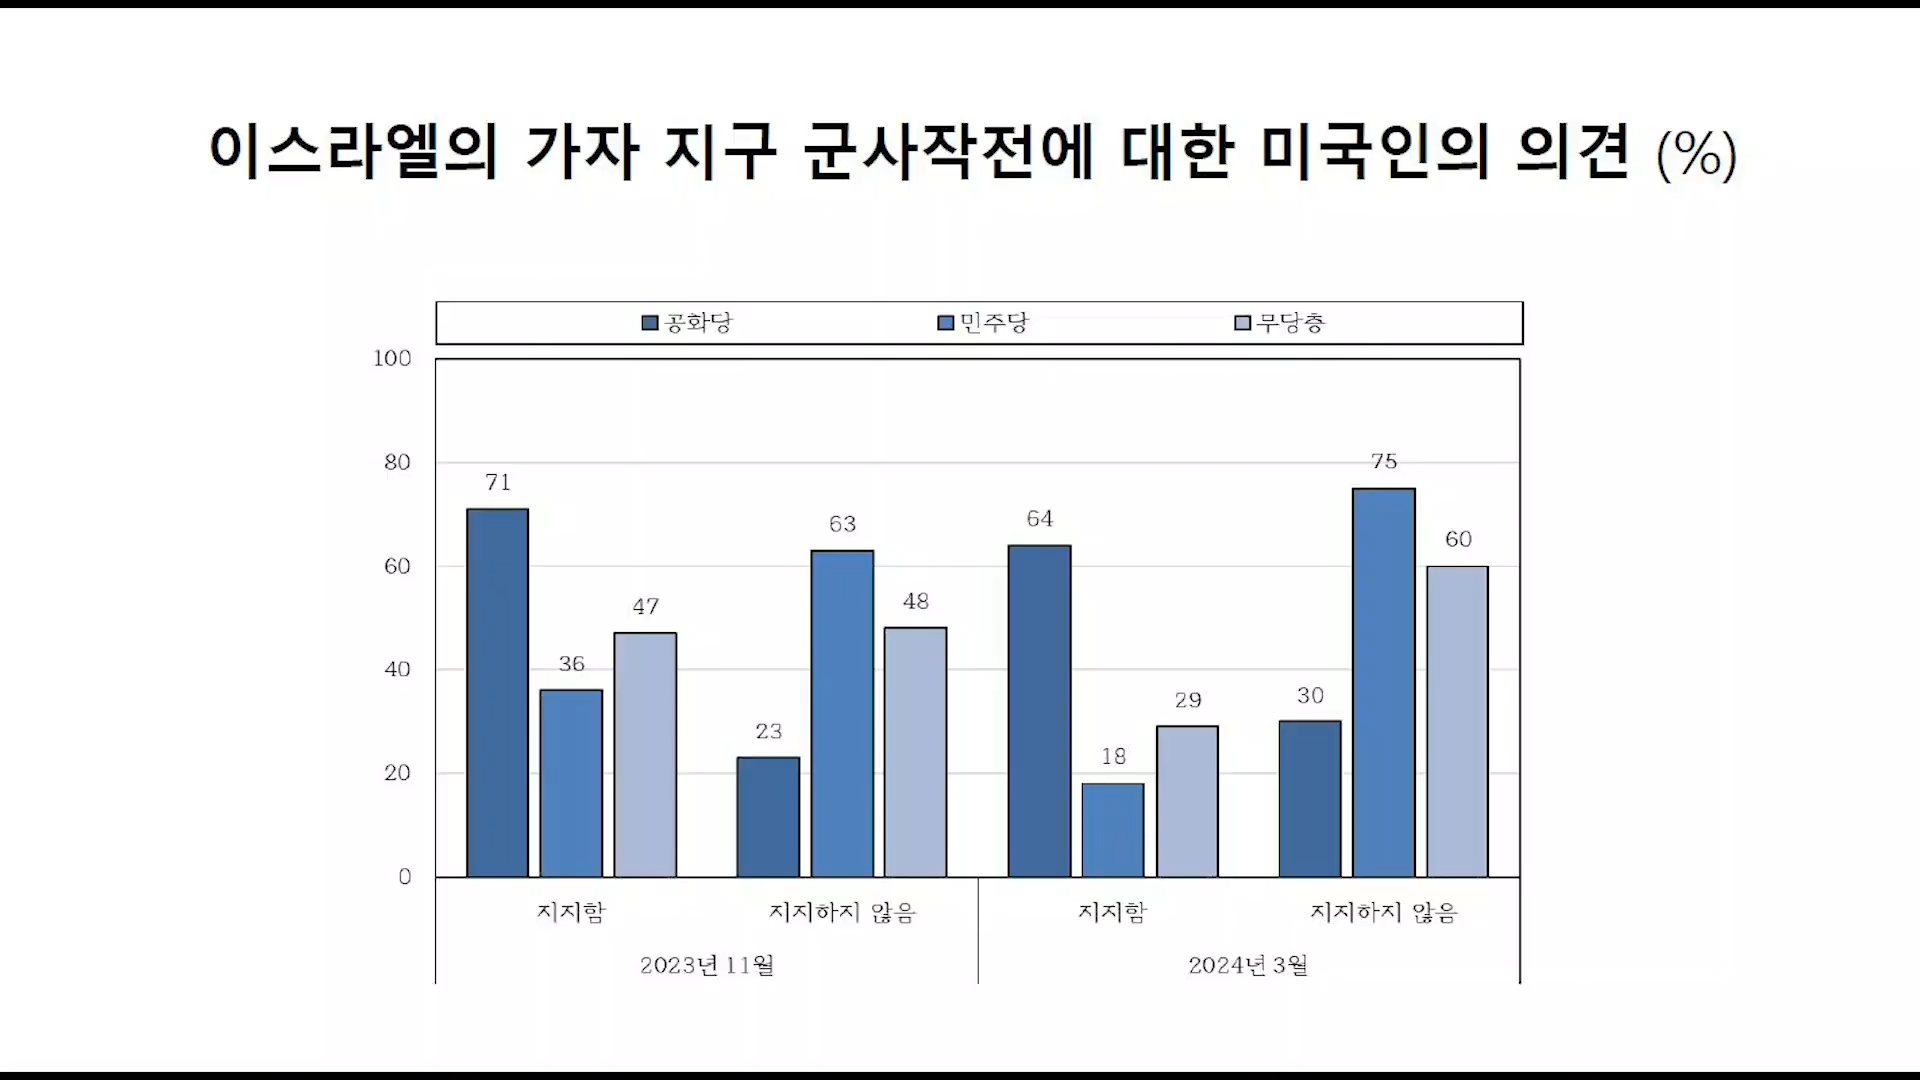 이스라엘의 가자 지구 군사작전에 대한 미국인의 의견 (%)
공화당 민주당 무당층
100
80
60
40
20
0
71 36 47 23 63 48 64 18 29 30 75 60
지지함 지지하지 않음 지지함 지지하지 않음
2023년 11월 2024년 3월